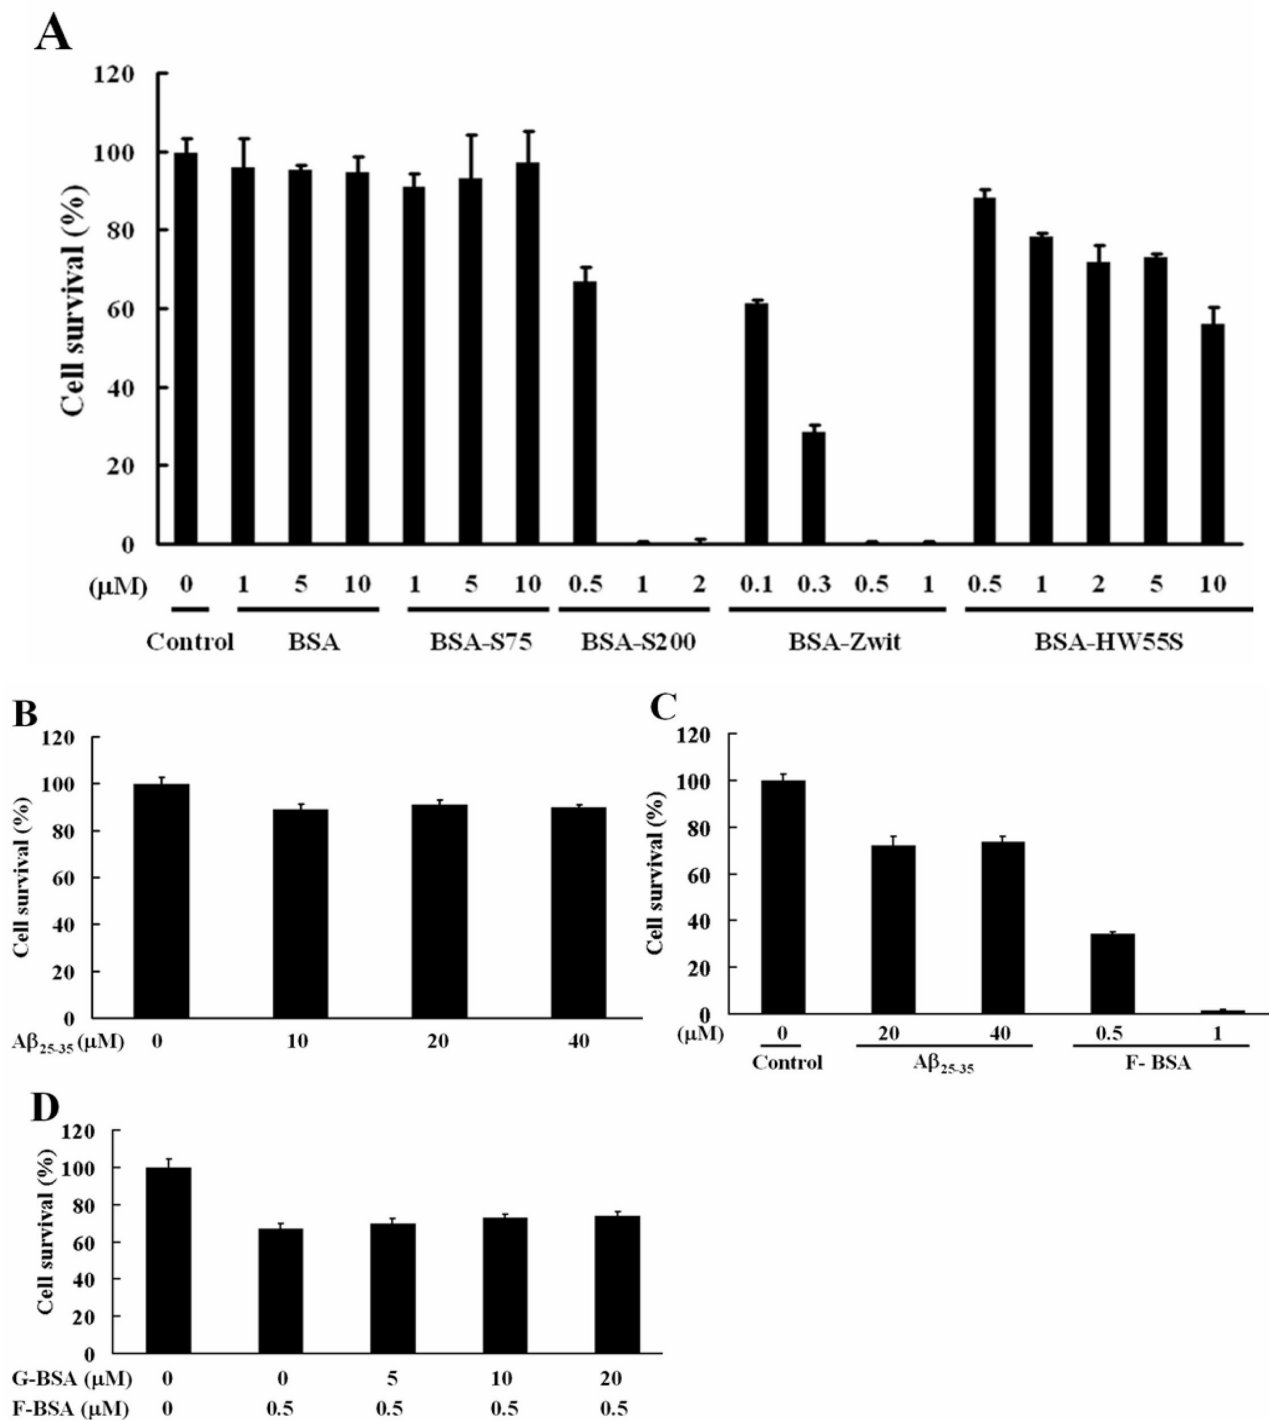 A
Cell survival (%)
120
100
80
60
40
20
0
(μM) 0 1 5 10 1 5 10 0.5 1 2 0.1 0.3 0.5 1 0.5 1 2 5 10
Control BSA BSA-S75 BSA-S200 BSA-Zwit BSA-HW55S
B
Cell survival (%)
120
100
80
60
40
20
0
Aβ25-35 (μM) 0 10 20 40
C
Cell survival (%)
120
100
80
60
40
20
0
(μM) 0 20 40 0.5 1
Control Aβ25-35 F- BSA
D
Cell survival (%)
120
100
80
60
40
20
0
G-BSA (μM) 0 0 5 10 20
F-BSA (μM) 0 0.5 0.5 0.5 0.5